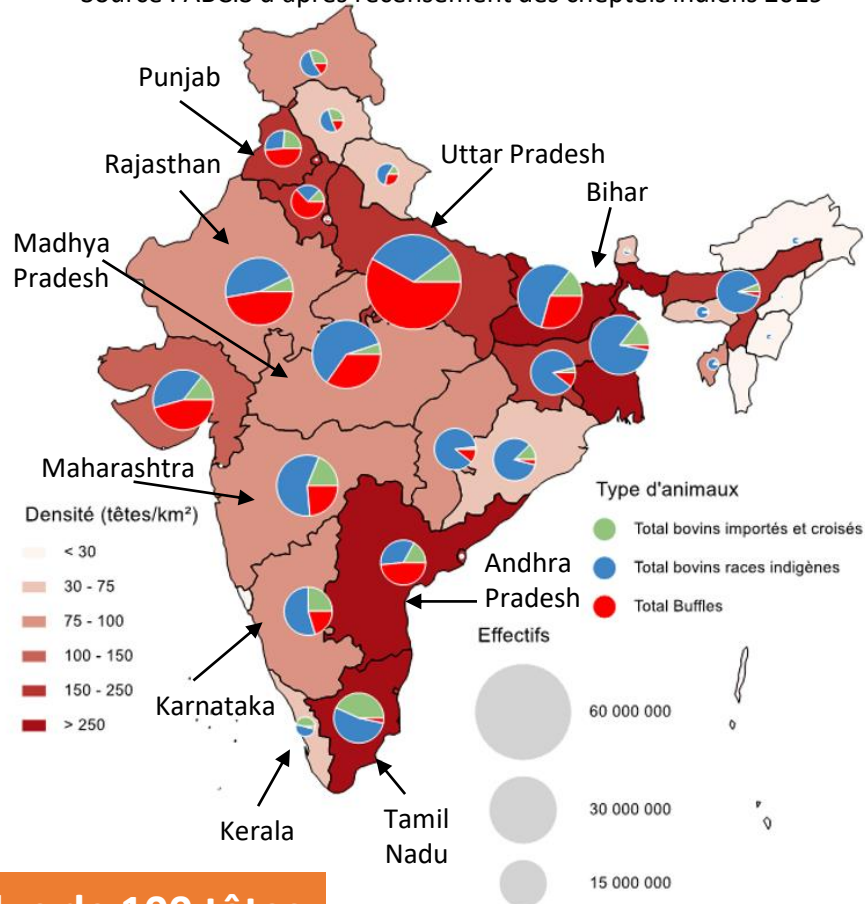 Punjab
Rajasthan
Uttar Pradesh
Bihar
Madhya
Pradesh
Maharashtra
Densité (têtes/km²)
< 30
30 - 75
75 - 100
100 - 150
150 - 250
> 250
Type d'animaux
Total bovins importés et croisés
Total bovins races indigènes
Total Buffles
Andhra
Pradesh
Effectifs
60 000 000
30 000 000
15 000 000
Karnataka
Kerala
Tamil
Nadu